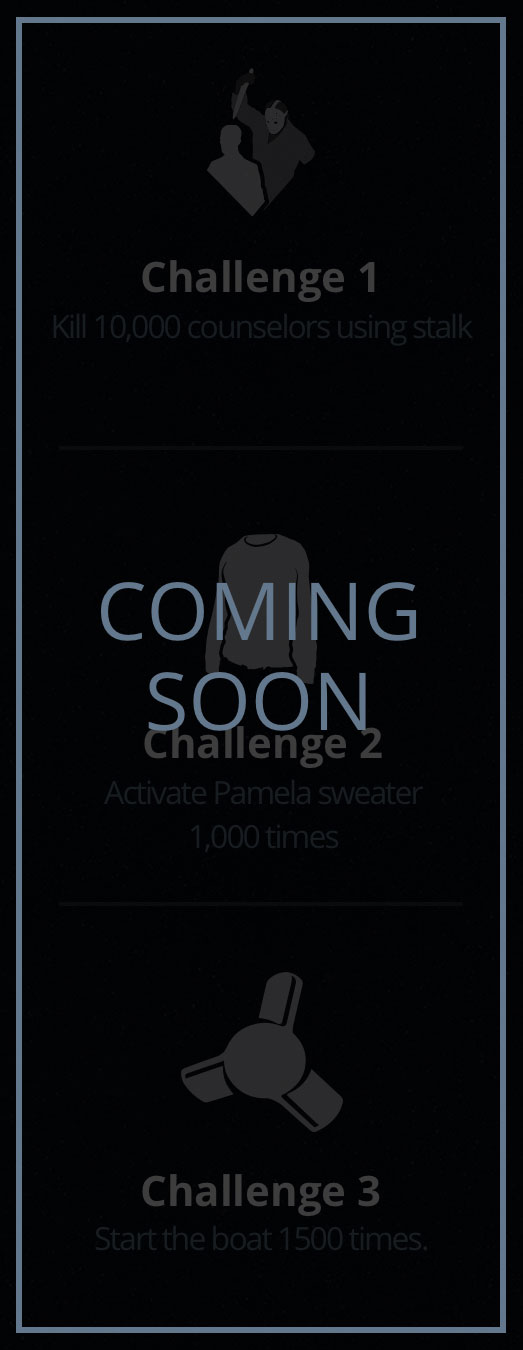 Challenge 1
Kill 10,000 counselors using stalk
COMING
SOON
Challenge 2
Activate Pamela sweater
1,000 times
Challenge 3
Start the boat 1500 times.